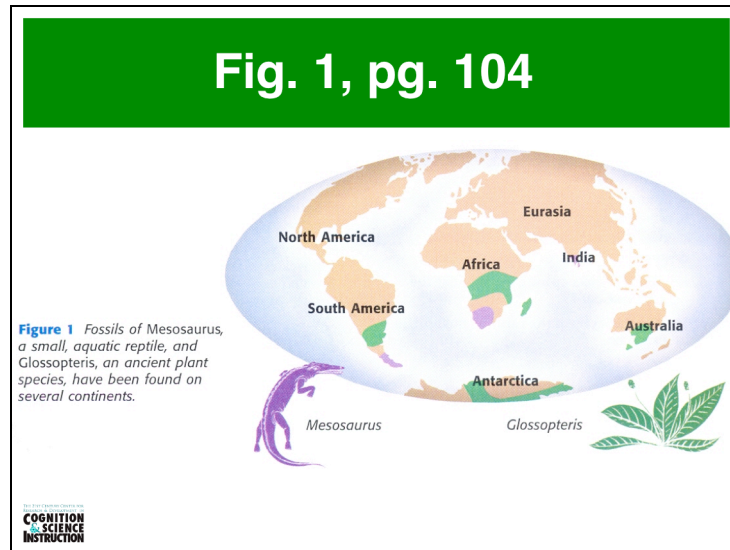 Fig. 1, pg. 104
North America
Eurasia
Africa
India
South America
Australia
Antarctica
Figure 1 Fossils of Mesosaurus,
a small, aquatic reptile, and
Glossopteris, an ancient plant
species, have been found on
several continents.
Mesosaurus
Glossopteris
COGNITION
& SCIENCE
INSTRUCTION